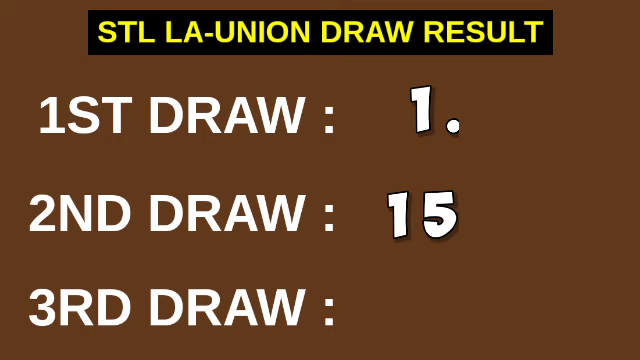 STL LA-UNION DRAW RESULT
1ST DRAW : 1.
2ND DRAW : 15
3RD DRAW :